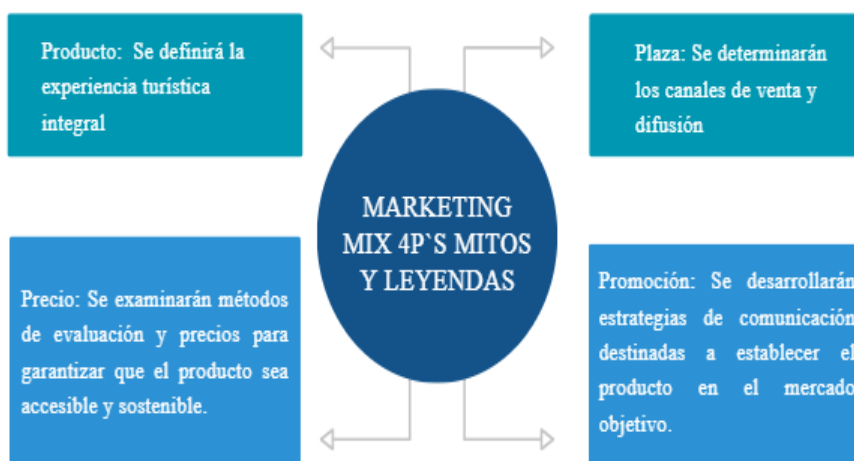 Producto: Se definirá la
experiencia turística
integral
Plaza: Se determinarán
los canales de venta y
difusión
MARKETING
MIX 4P`S MITOS
Y LEYENDAS
Precio: Se examinarán métodos
de evaluación y precios para
garantizar que el producto sea
accesible y sostenible.
Promoción: Se desarrollarán
estrategias de comunicación
destinadas a establecer el
producto en el mercado
objetivo.